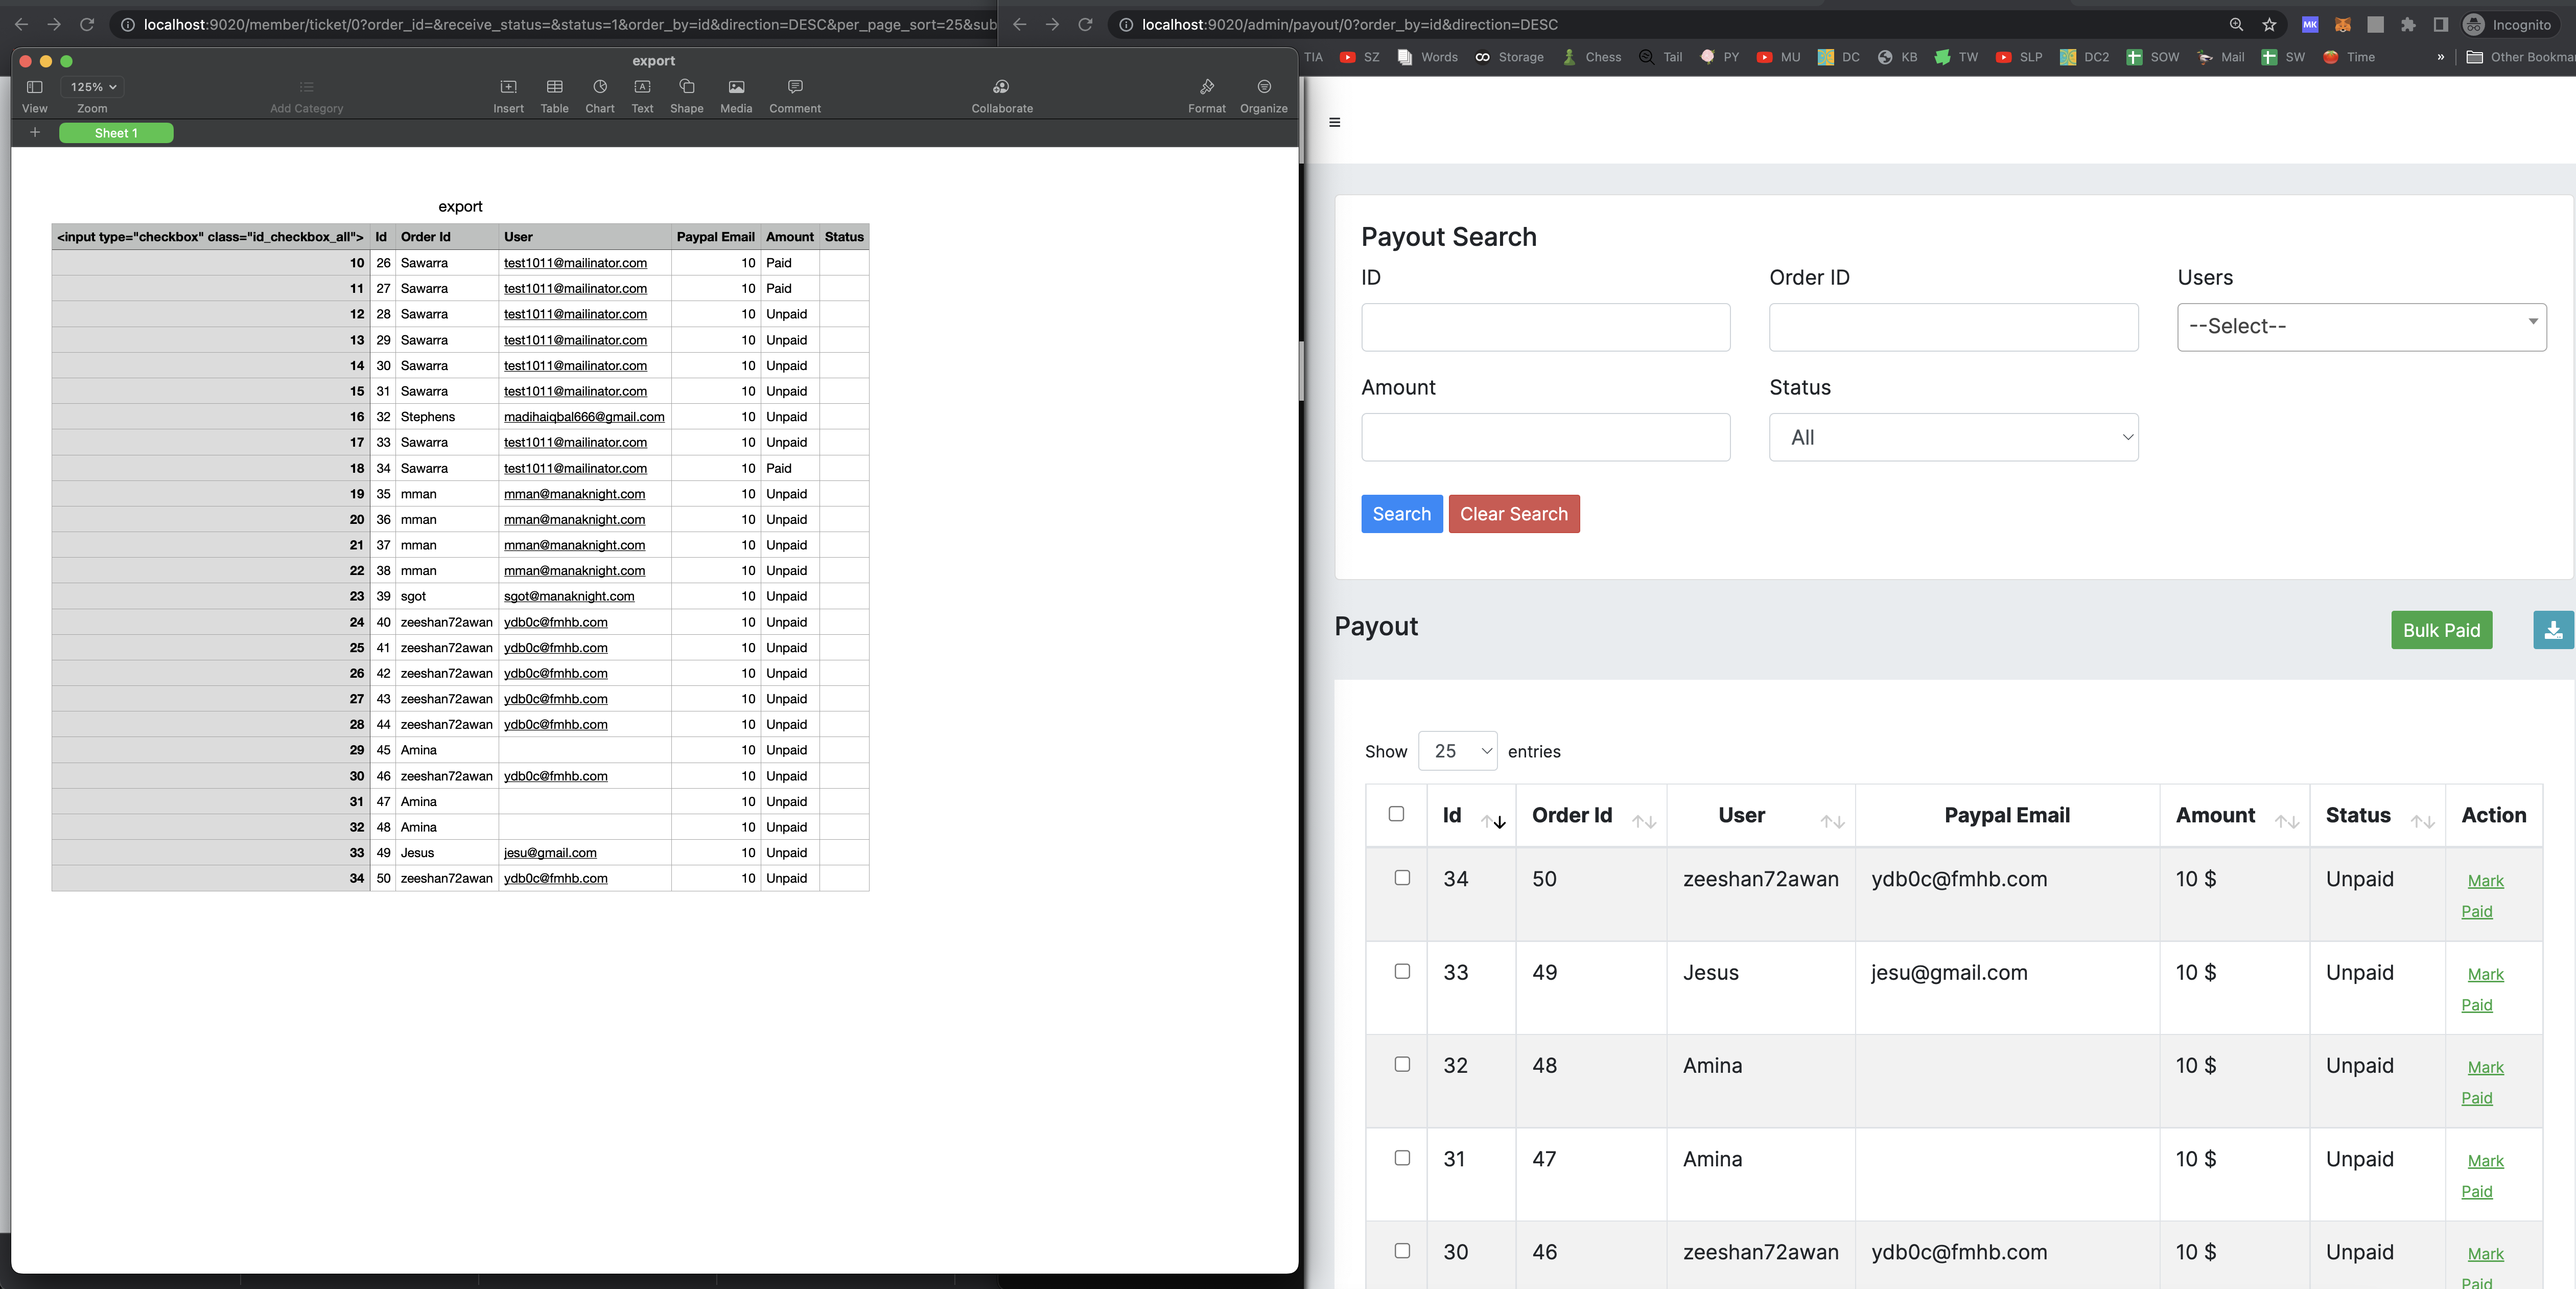 localhost:9020/member/ticket/0?order_id=&receive_status=&status=1&order_by=id&direction=DESC&per_page_sort=25&sub
localhost:9020/admin/payout/0?order_by=id&direction=DESC
MK
Incognito
TIA SZ Words Storage Chess Tail PY MU DC KB TW SLP DC2 SOW Mail SW Time » Other Bookma
export
125%
View Zoom Add Category Insert Table Chart Text Shape Media Comment Collaborate Format Organize
+ Sheet 1
export
<input type="checkbox" class="id_checkbox_all"> Id Order Id User Paypal Email Amount Status
10 26 Sawarra test1011@mailinator.com 10 Paid
11 27 Sawarra test1011@mailinator.com 10 Paid
12 28 Sawarra test1011@mailinator.com 10 Unpaid
13 29 Sawarra test1011@mailinator.com 10 Unpaid
14 30 Sawarra test1011@mailinator.com 10 Unpaid
15 31 Sawarra test1011@mailinator.com 10 Unpaid
16 32 Stephens madihaiqbal666@gmail.com 10 Unpaid
17 33 Sawarra test1011@mailinator.com 10 Unpaid
18 34 Sawarra test1011@mailinator.com 10 Paid
19 35 mman mman@manaknight.com 10 Unpaid
20 36 mman mman@manaknight.com 10 Unpaid
21 37 mman mman@manaknight.com 10 Unpaid
22 38 mman mman@manaknight.com 10 Unpaid
23 39 sgot sgot@manaknight.com 10 Unpaid
24 40 zeeshan72awan ydb0c@fmhb.com 10 Unpaid
25 41 zeeshan72awan ydb0c@fmhb.com 10 Unpaid
26 42 zeeshan72awan ydb0c@fmhb.com 10 Unpaid
27 43 zeeshan72awan ydb0c@fmhb.com 10 Unpaid
28 44 zeeshan72awan ydb0c@fmhb.com 10 Unpaid
29 45 Amina 10 Unpaid
30 46 zeeshan72awan ydb0c@fmhb.com 10 Unpaid
31 47 Amina 10 Unpaid
32 48 Amina 10 Unpaid
33 49 Jesus jesu@gmail.com 10 Unpaid
34 50 zeeshan72awan ydb0c@fmhb.com 10 Unpaid
Payout Search
ID Order ID Users
--Select--
Amount Status
All
Search Clear Search
Payout
Bulk Paid
Show 25 entries
Id Order Id User Paypal Email Amount Status Action
34 50 zeeshan72awan ydb0c@fmhb.com 10 $ Unpaid Mark
Paid
33 49 Jesus jesu@gmail.com 10 $ Unpaid Mark
Paid
32 48 Amina 10 $ Unpaid Mark
Paid
31 47 Amina 10 $ Unpaid Mark
Paid
30 46 zeeshan72awan ydb0c@fmhb.com 10 $ Unpaid Mark
Paid